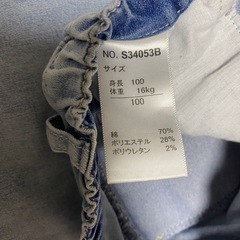 NO. S34053B
サイズ
身長 100
体重 16kg
100
綿 70%
ポリエステル 28%
ポリウレタン 2%